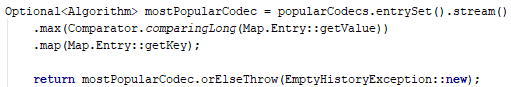 Optional<Algorithm> mostPopularCodec = popularCodecs.entrySet().stream()
.max(Comparator.comparingLong(Map.Entry::getValue))
.map(Map.Entry::getKey);
return mostPopularCodec.orElseThrow(EmptyHistoryException::new);